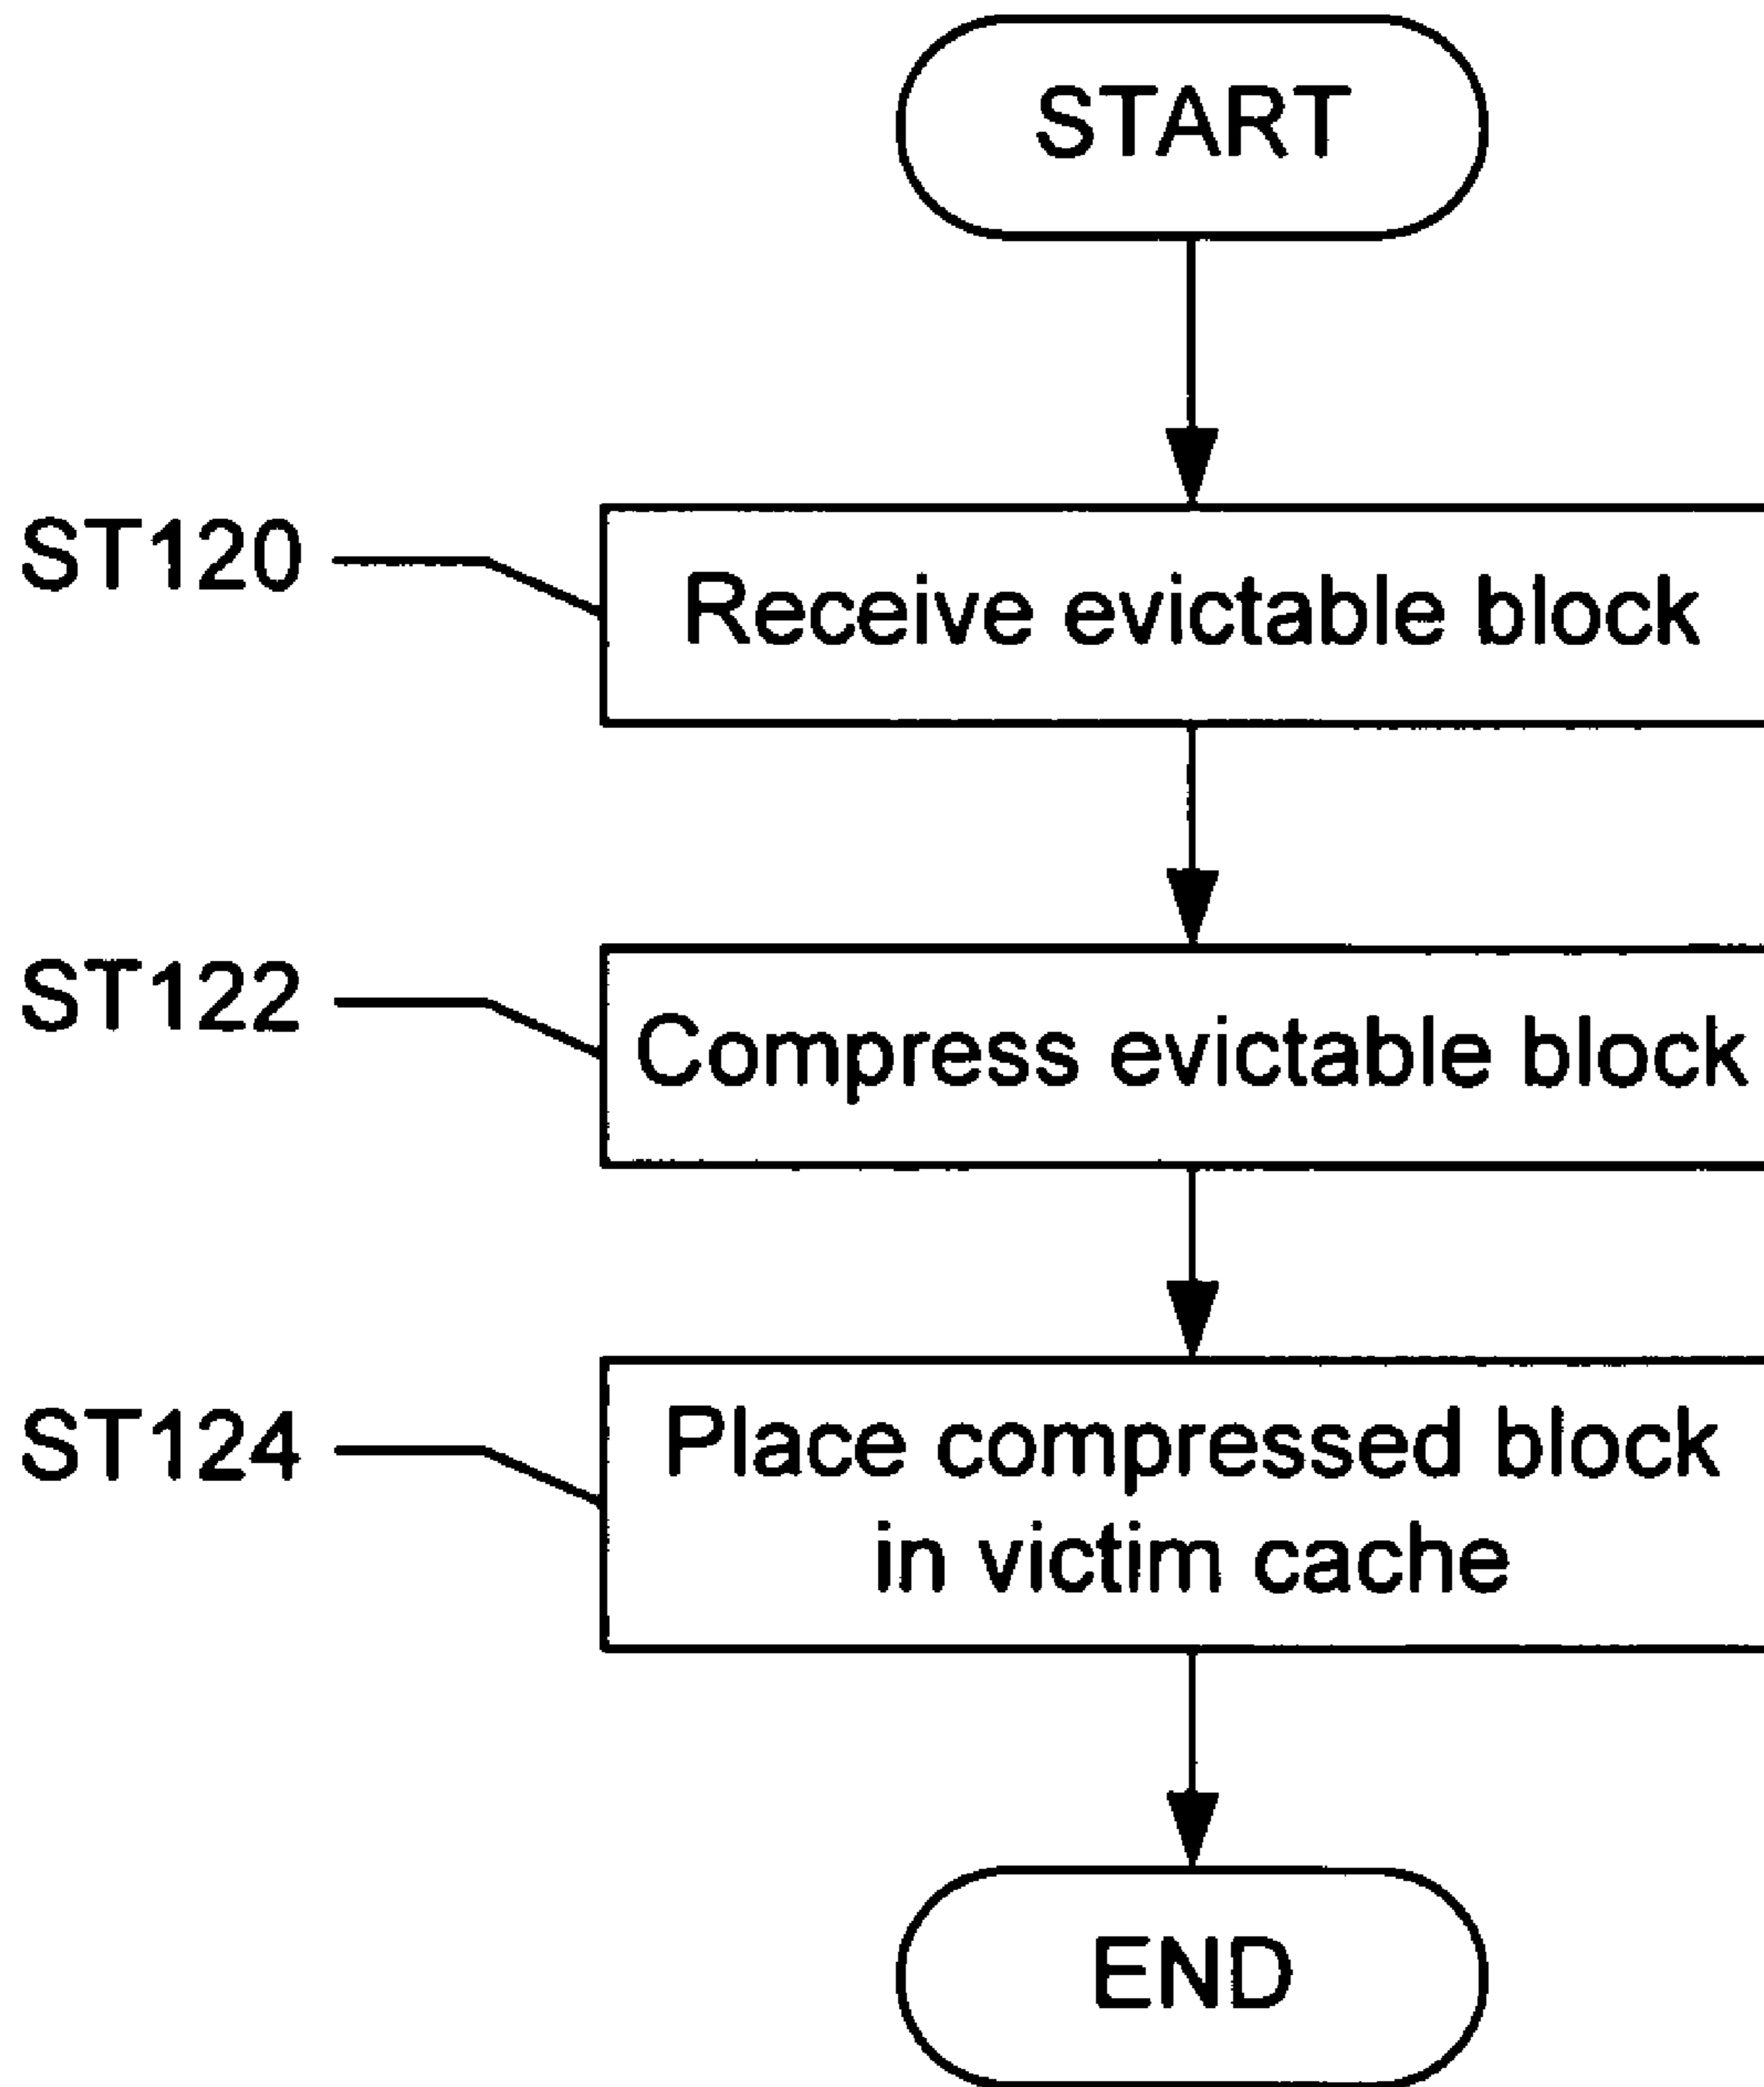 START
ST120
Receive evictable block
ST122
Compress evictable block
ST124
Place compressed block
in victim cache
END